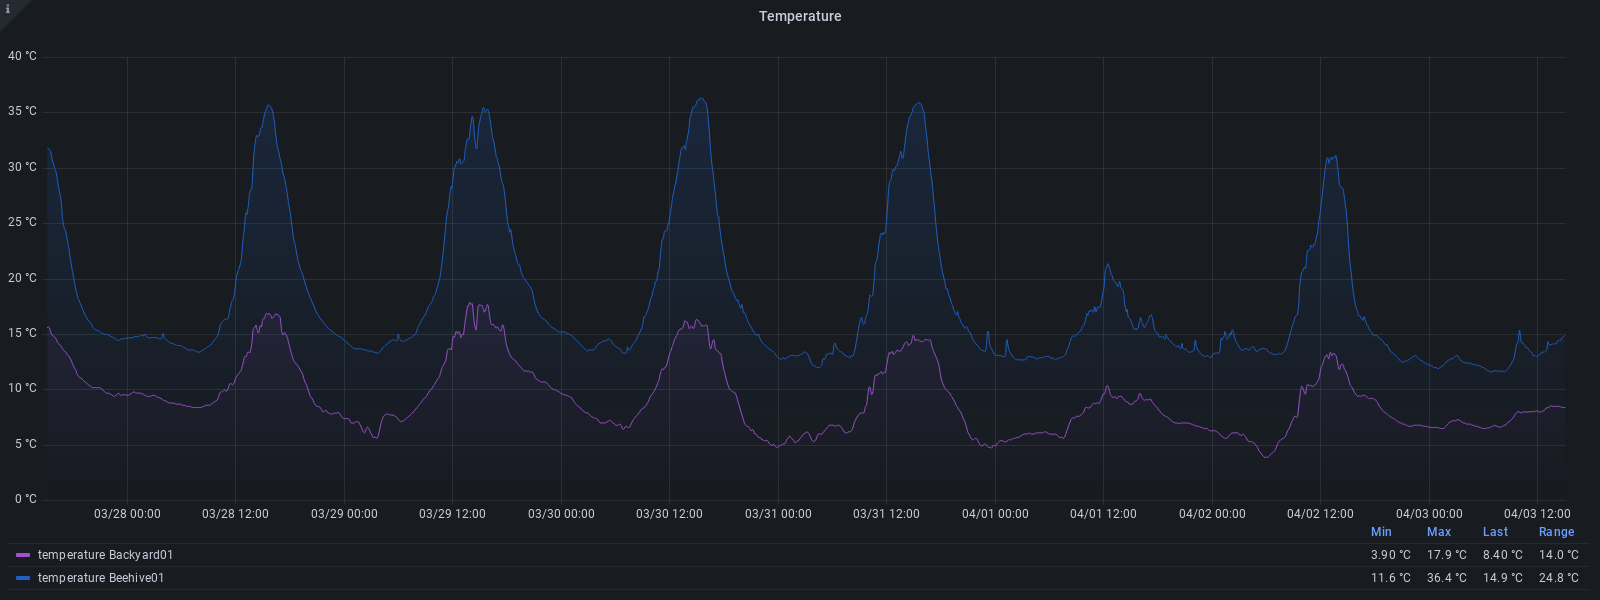 i
Temperature
40 °C
35 °C
30 °C
25 °C
20 °C
15 °C
10 °C
5 °C
0 °C
03/28 00:00 03/28 12:00 03/29 00:00 03/29 12:00 03/30 00:00 03/30 12:00 03/31 00:00 03/31 12:00 04/01 00:00 04/01 12:00 04/02 00:00 04/02 12:00 04/03 00:00 04/03 12:00
Min Max Last Range
temperature Backyard01 3.90 °C 17.9 °C 8.40 °C 14.0 °C
temperature Beehive01 11.6 °C 36.4 °C 14.9 °C 24.8 °C